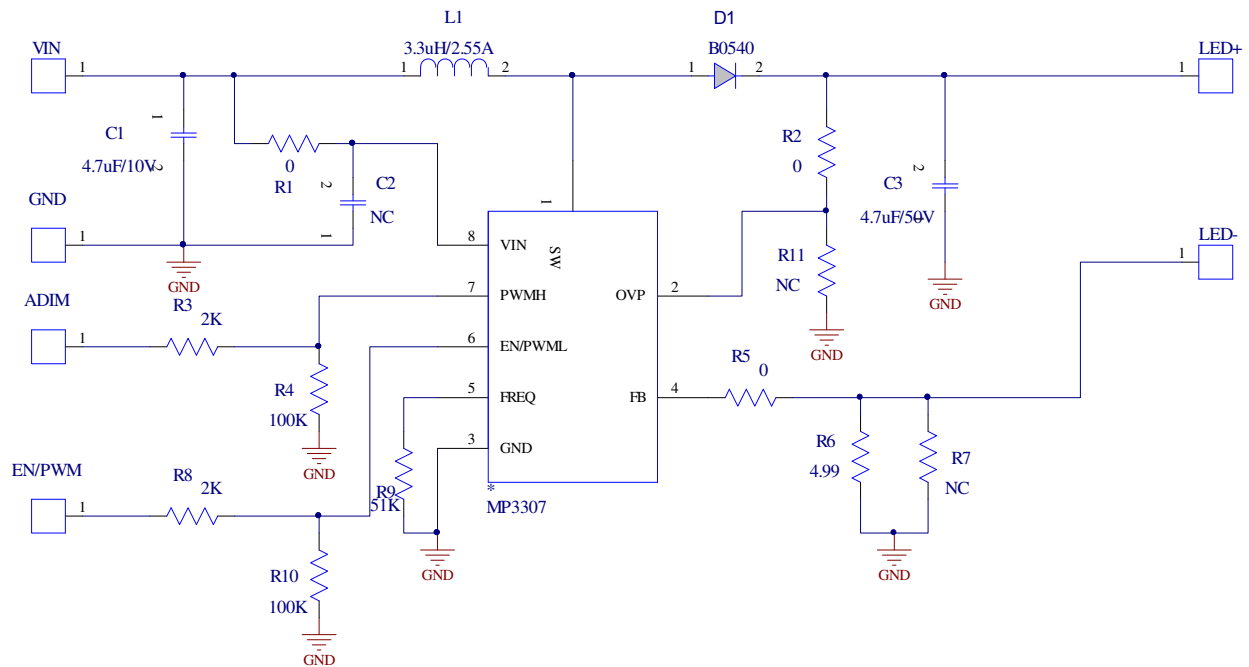 L1
D1
VIN
3.3uH/2.55A
B0540
LED+
1
1
2
1
2
1
C1
1
4.7uF/10V
2
0
R1
2
C2
NC
1
R2
0
C3
2
4.7uF/50V
1
GND
1
GND
1
8
VIN
SW
R11
NC
LED-
1
GND
GND
ADIM
1
R3
2K
7
PWMH
OVP
2
6
EN/PWML
R4
100K
GND
5
FREQ
FB
4
R5
0
3
GND
R6
4.99
R7
NC
GND
EN/PWM
1
R8
2K
R9
51K
*
MP3307
GND
R10
100K
GND